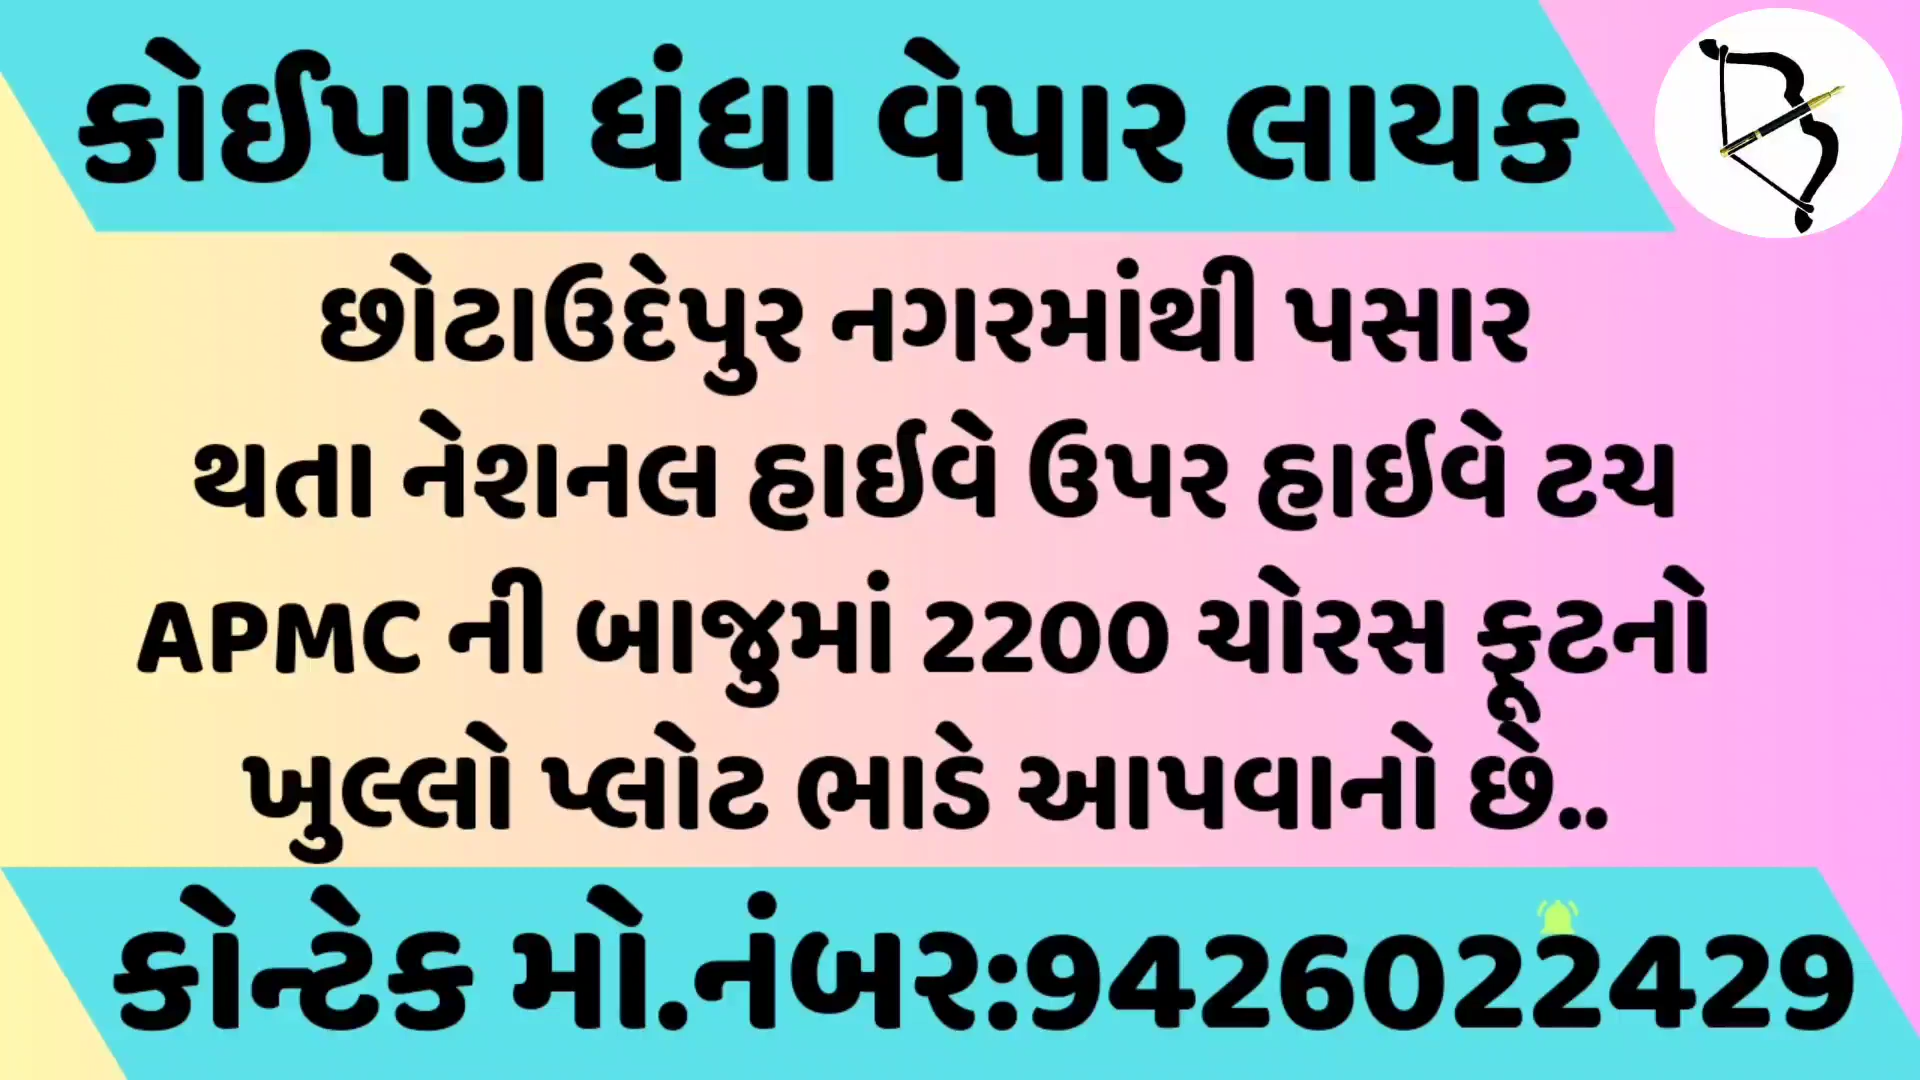 કોઈપણ ધંધા વેપાર લાયક
છોટાઉદેપુર નગરમાંથી પસાર
થતા નેશનલ હાઈવે ઉપર હાઈવે ટચ
APMC ની બાજુમાં 2200 ચોરસ ફૂટનો
ખુલ્લો પ્લોટ ભાડે આપવાનો છે..
કોન્ટેક મો.નંબર:9426022429